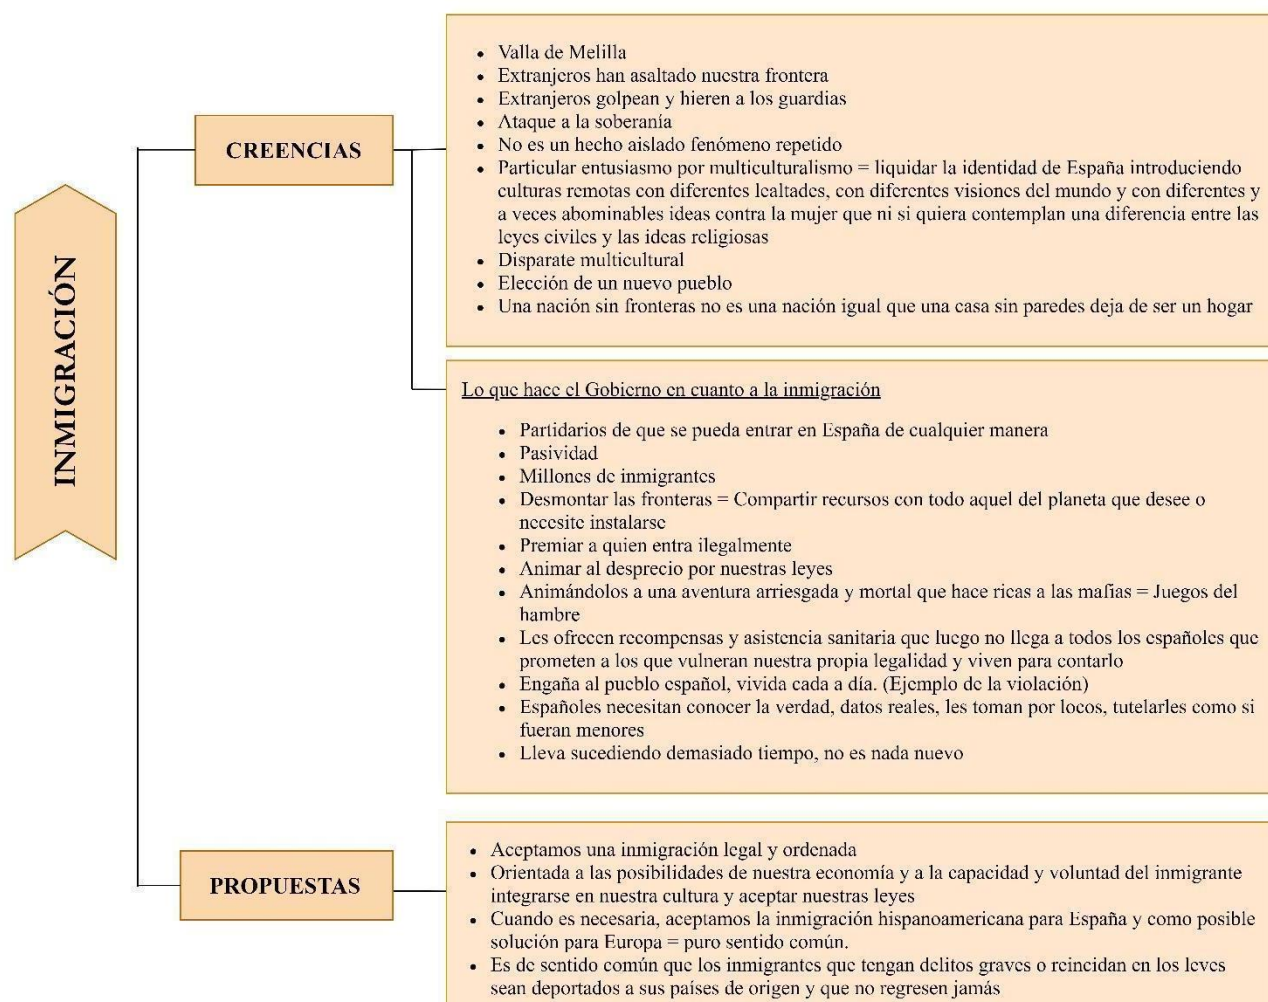 INMIGRACIÓN
CREENCIAS
• Valla de Melilla
• Extranjeros han asaltado nuestra frontera
• Extranjeros golpean y hieren a los guardias
• Ataque a la soberanía
• No es un hecho aislado fenómeno repetido
• Particular entusiasmo por multiculturalismo = liquidar la identidad de España introduciendo
culturas remotas con diferentes lealtades, con diferentes visiones del mundo y con diferentes y
a veces abominables ideas contra la mujer que ni si quiera contemplan una diferencia entre las
leyes civiles y las ideas religiosas
• Disparate multicultural
• Elección de un nuevo pueblo
• Una nación sin fronteras no es una nación igual que una casa sin paredes deja de ser un hogar
Lo que hace el Gobierno en cuanto a la inmigración
• Partidarios de que se pueda entrar en España de cualquier manera
• Pasividad
• Millones de inmigrantes
• Desmontar las fronteras = Compartir recursos con todo aquel del planeta que desee o
necesite instalarse
• Premiar a quien entra ilegalmente
• Animar al desprecio por nuestras leyes
• Animándolos a una aventura arriesgada y mortal que hace ricas a las mafias = Juegos del
hambre
• Les ofrecen recompensas y asistencia sanitaria que luego no llega a todos los españoles que
prometen a los que vulneran nuestra propia legalidad y viven para contarlo
• Engaña al pueblo español, vivida cada a día. (Ejemplo de la violación)
• Españoles necesitan conocer la verdad, datos reales, les toman por locos, tutelarles como si
fueran menores
• Lleva sucediendo demasiado tiempo, no es nada nuevo
PROPUESTAS
• Aceptamos una inmigración legal y ordenada
• Orientada a las posibilidades de nuestra economía y a la capacidad y voluntad del inmigrante
integrarse en nuestra cultura y aceptar nuestras leyes
• Cuando es necesaria, aceptamos la inmigración hispanoamericana para España y como posible
solución para Europa = puro sentido común.
• Es de sentido común que los inmigrantes que tengan delitos graves o reincidan en los leves
sean deportados a sus países de origen y que no regresen jamás